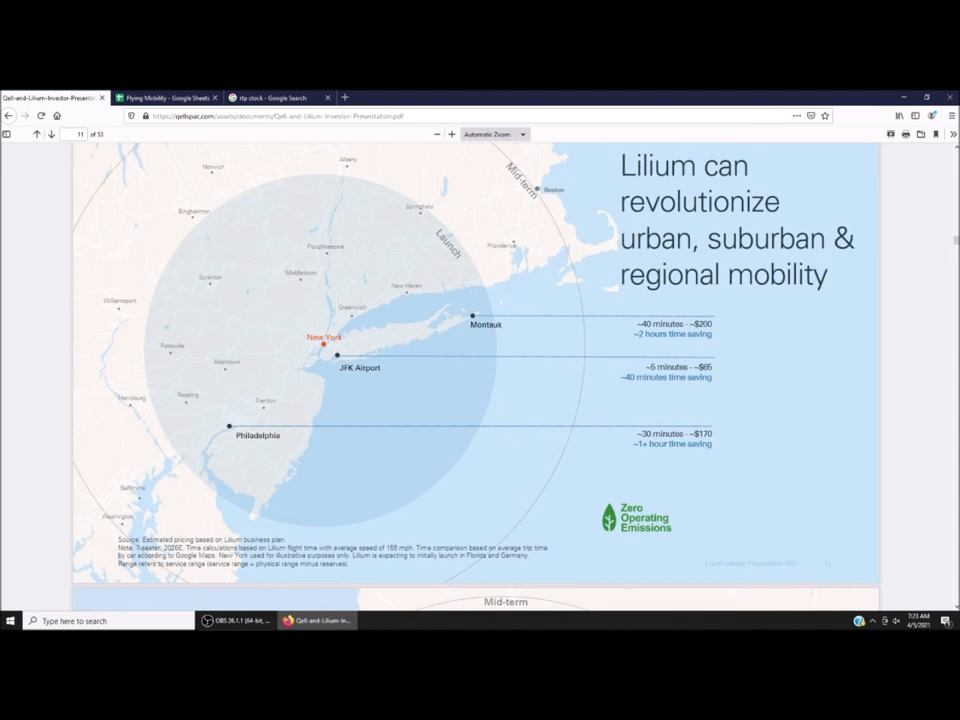 Qell-and-Lilium-Investor-Presentat
Flying Mobility - Google Sheets
rtp stock - Google Search
https://qellspac.com/assets/documents/Qell-and-Lilium-Investor-Presentation.pdf
11 of 53
Automatic Zoom
Lilium can
revolutionize
urban, suburban &
regional mobility
Albany
Norwich
Mid-term
Boston
Binghamton
Springfield
Launch
Providence
Poughkeepsie
Scranton
Middletown
New Haven
Williamsport
Greenwich
Montauk
~40 minutes - ~$200
~2 hours time saving
New York
Pottsville
JFK Airport
~5 minutes - ~$65
~40 minutes time saving
Allentown
Harrisburg
Reading
Trenton
Philadelphia
~30 minutes - ~$170
~1+ hour time saving
Baltimore
Washington
Zero
Operating
Emissions
Source: Estimated pricing based on Lilium business plan.
Note: 7-seater, 2026E. Time calculations based on Lilium flight time with average speed of 155 mph. Time comparison based on average trip time
by car according to Google Maps. New York used for illustrative purposes only. Lilium is expecting to initially launch in Florida and Germany.
Range refers to service range (service range = physical range minus reserves).
Lilium Investor Presentation 2021 11
Mid-term
Type here to search
OBS 26.1.1 (64-bit, ...
Qell-and-Lilium-In...
7:23 AM
4/5/2021